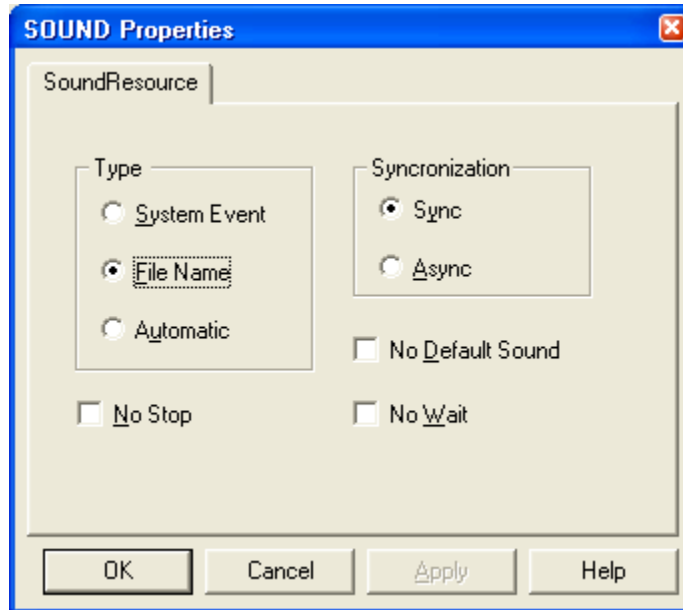 SOUND Properties
SoundResource
Type
System Event
File Name
Automatic
No Stop
Syncronization
Sync
Async
No Default Sound
No Wait
OK
Cancel
Apply
Help